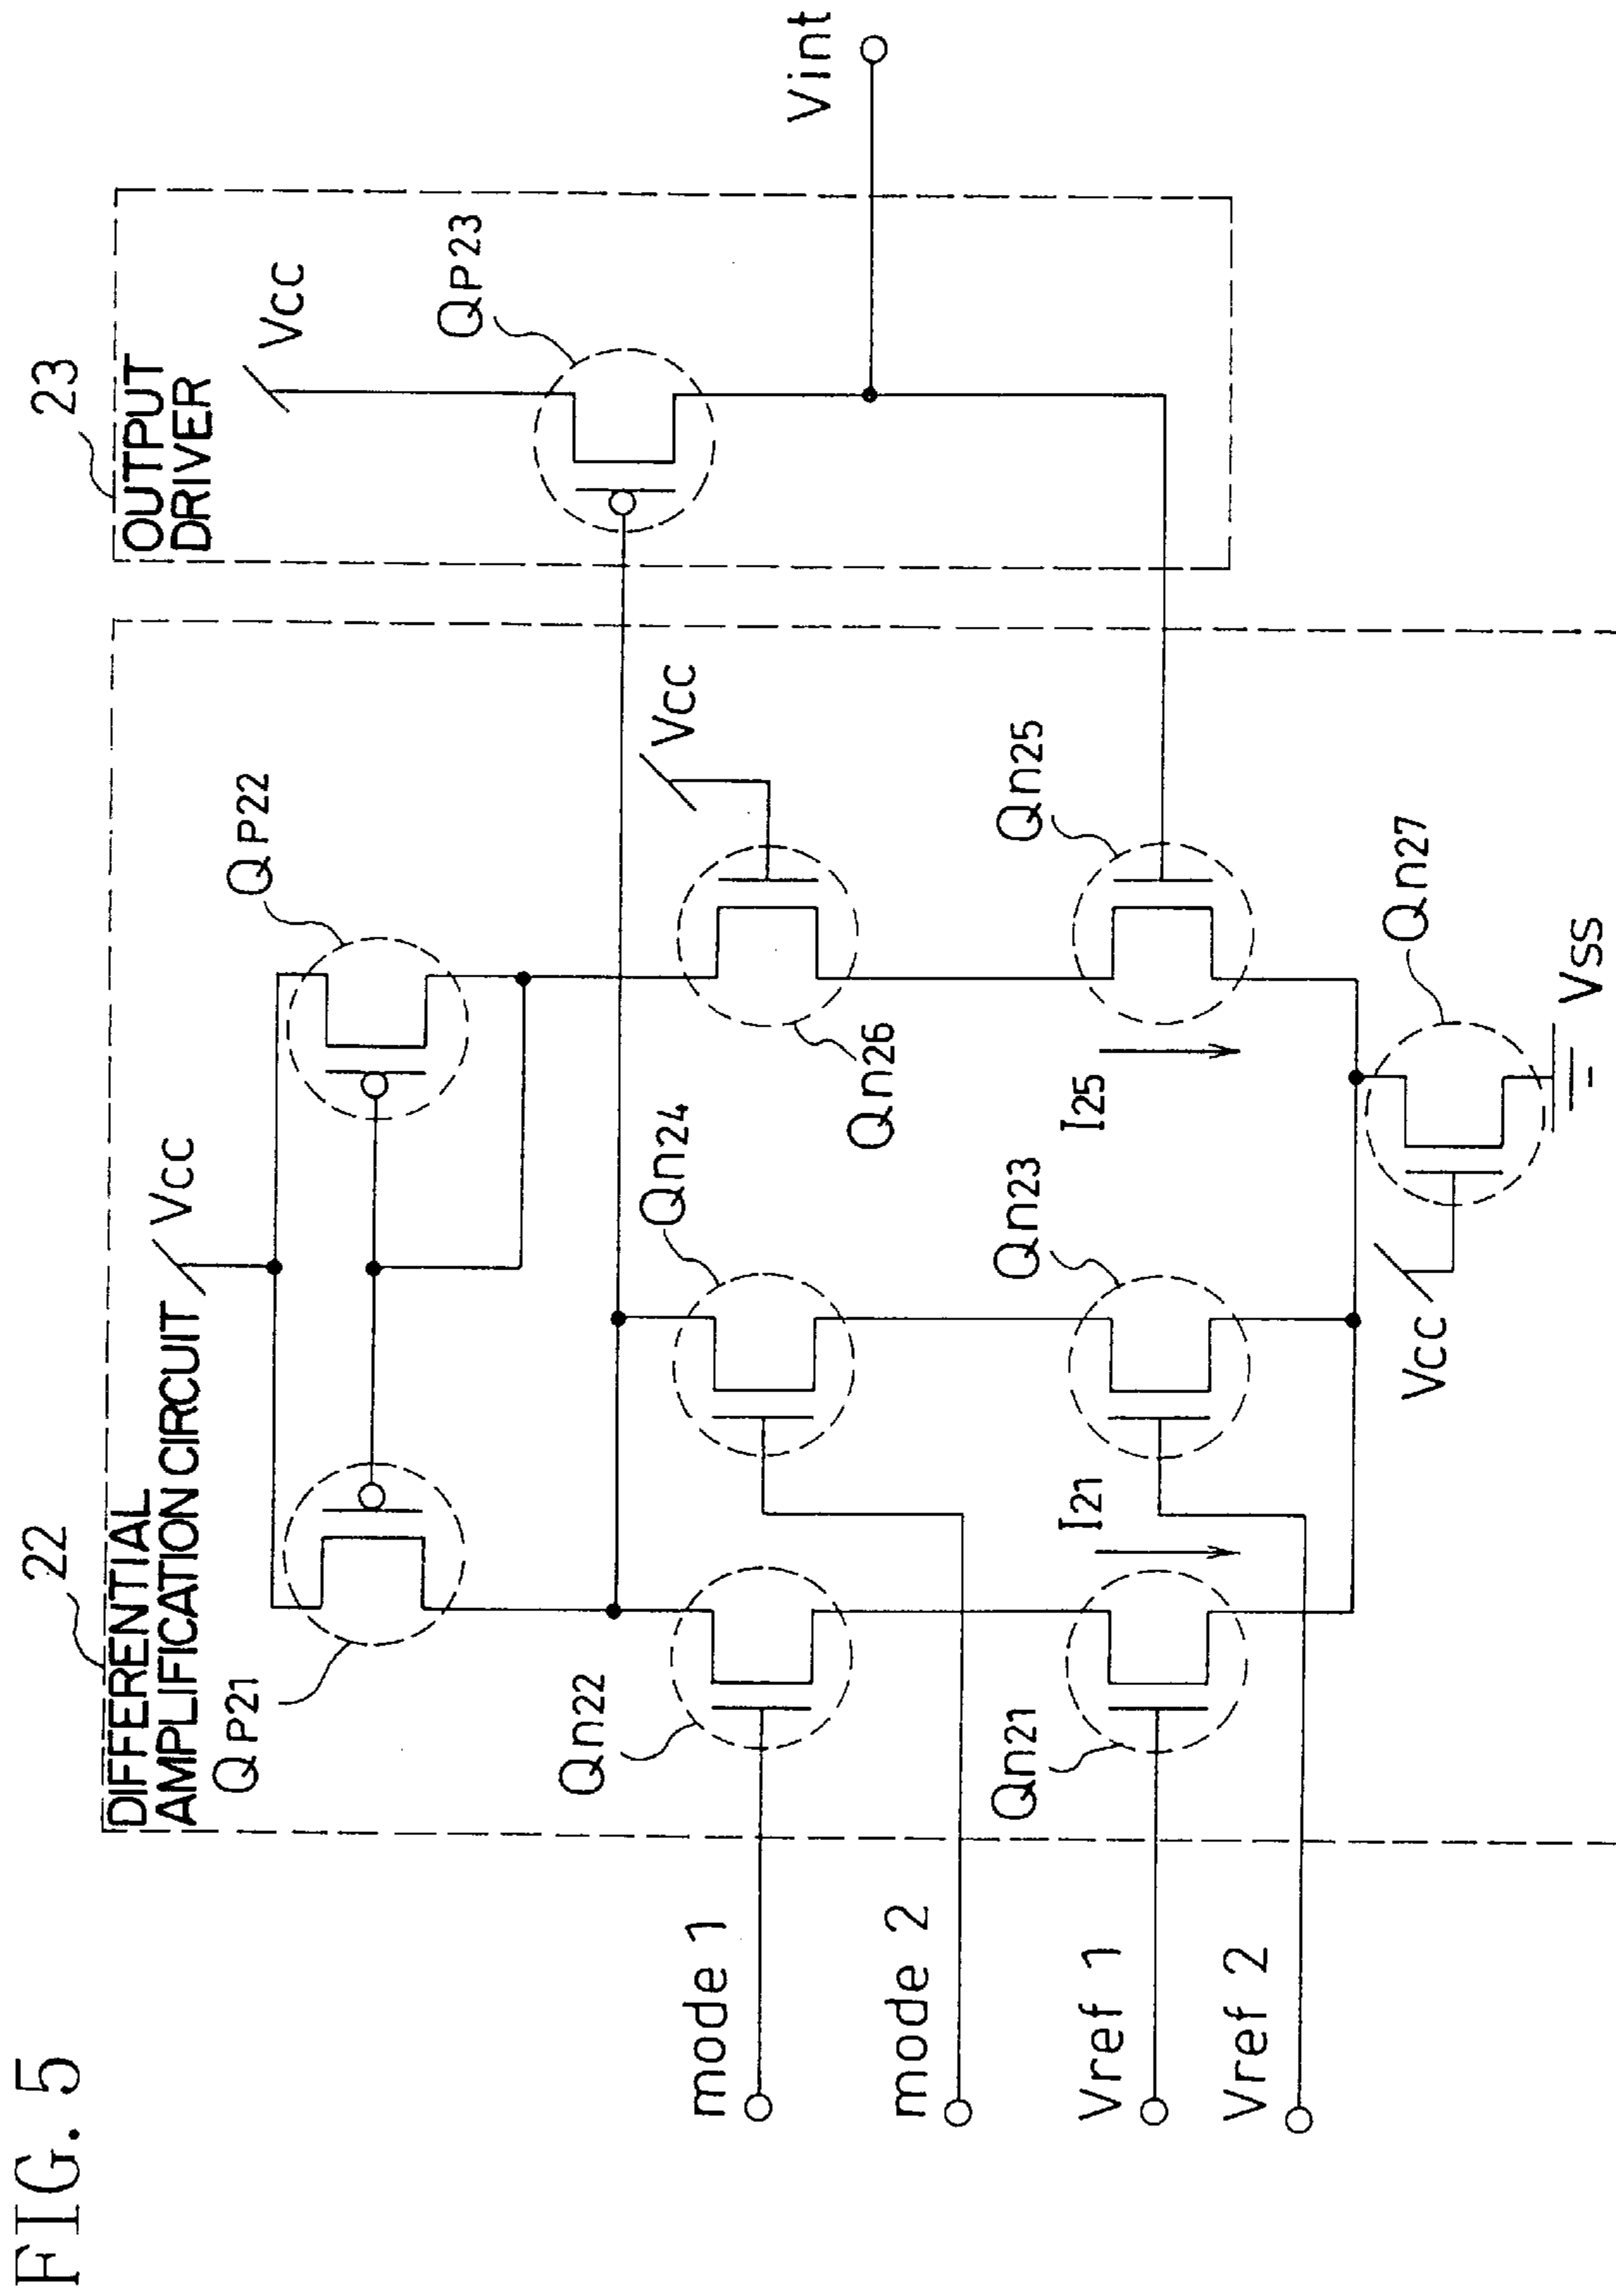 FIG. 5
22
DIFFERENTIAL
AMPLIFICATION CIRCUIT
Vcc
QP21
QP22
23
OUTPUT
DRIVER
Vcc
QP23
Vint
mode 1
Qn22
Qn24
Vcc
Qn26
mode 2
Vref 1
Qn21
I21
Qn23
I25
Qn25
Vref 2
Vcc
Qn27
Vss